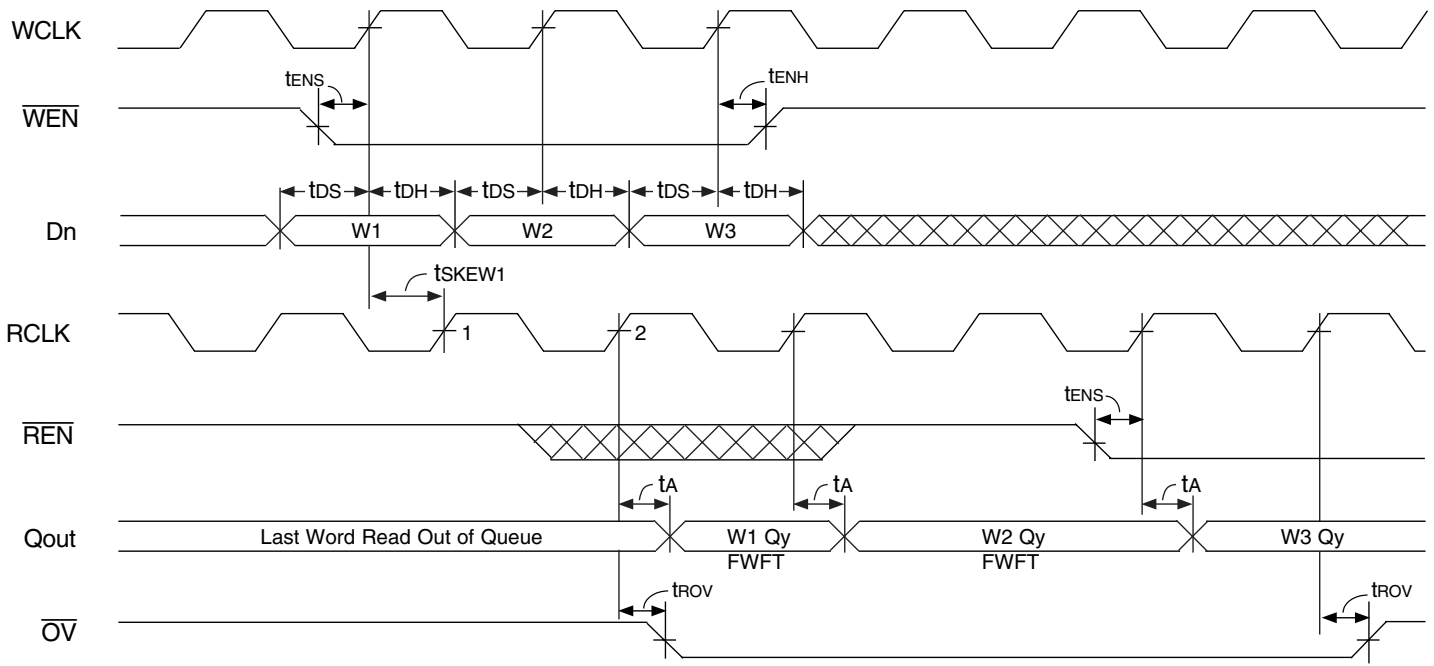 WCLK
tENS
tENH
WEN
tDS tDH tDS tDH tDS tDH
Dn W1 W2 W3
tSKEW1
RCLK 1 2
tENS
REN
tA tA tA
Qout Last Word Read Out of Queue W1 Qy W2 Qy W3 Qy
FWFT FWFT
tROV tROV
OV